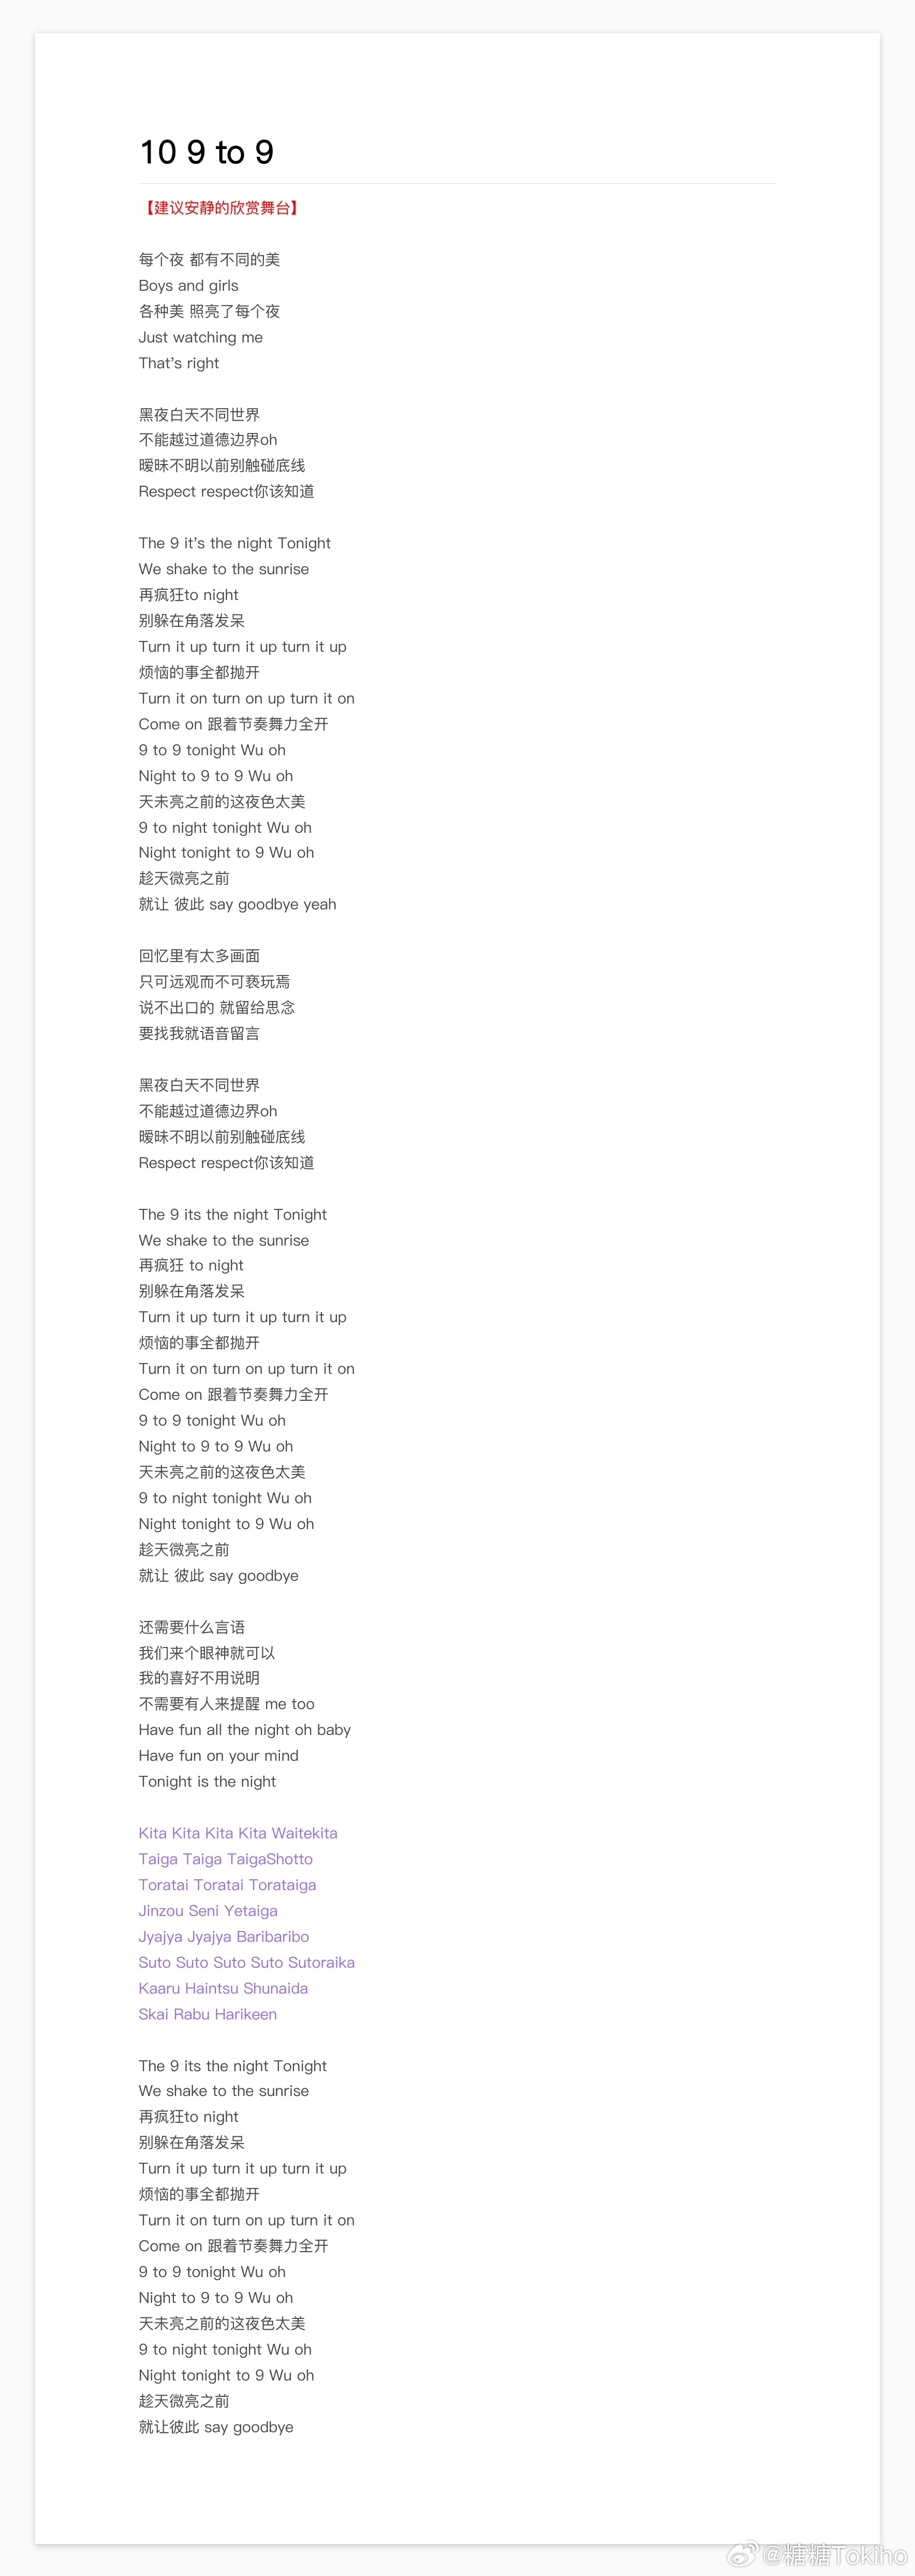 10 9 to 9
【建议安静的欣赏舞台】
每个夜 都有不同的美
Boys and girls
各种美 照亮了每个夜
Just watching me
That's right
黑夜白天不同世界
不能越过道德边界oh
暧昧不明以前别触碰底线
Respect respect你该知道
The 9 it's the night Tonight
We shake to the sunrise
再疯狂to night
别躲在角落发呆
Turn it up turn it up turn it up
烦恼的事全都抛开
Turn it on turn on up turn it on
Come on 跟着节奏舞力全开
9 to 9 tonight Wu oh
Night to 9 to 9 Wu oh
天未亮之前的这夜色太美
9 to night tonight Wu oh
Night tonight to 9 Wu oh
趁天微亮之前
就让 彼此 say goodbye yeah
回忆里有太多画面
只可远观而不可亵玩焉
说不出口的 就留给思念
要找我就语音留言
黑夜白天不同世界
不能越过道德边界oh
暧昧不明以前别触碰底线
Respect respect你该知道
The 9 its the night Tonight
We shake to the sunrise
再疯狂 to night
别躲在角落发呆
Turn it up turn it up turn it up
烦恼的事全都抛开
Turn it on turn on up turn it on
Come on 跟着节奏舞力全开
9 to 9 tonight Wu oh
Night to 9 to 9 Wu oh
天未亮之前的这夜色太美
9 to night tonight Wu oh
Night tonight to 9 Wu oh
趁天微亮之前
就让 彼此 say goodbye
还需要什么言语
我们来个眼神就可以
我的喜好不用说明
不需要有人来提醒 me too
Have fun all the night oh baby
Have fun on your mind
Tonight is the night
Kita Kita Kita Kita Waitekita
Taiga Taiga TaigaShotto
Toratai Toratai Torataiga
Jinzou Seni Yetaiga
Jyajya Jyajya Baribaribo
Suto Suto Suto Suto Sutoraika
Kaaru Haintsu Shunaida
Skai Rabu Harikeen
The 9 its the night Tonight
We shake to the sunrise
再疯狂to night
别躲在角落发呆
Turn it up turn it up turn it up
烦恼的事全都抛开
Turn it on turn on up turn it on
Come on 跟着节奏舞力全开
9 to 9 tonight Wu oh
Night to 9 to 9 Wu oh
天未亮之前的这夜色太美
9 to night tonight Wu oh
Night tonight to 9 Wu oh
趁天微亮之前
就让彼此 say goodbye
@糖糖Tokiho